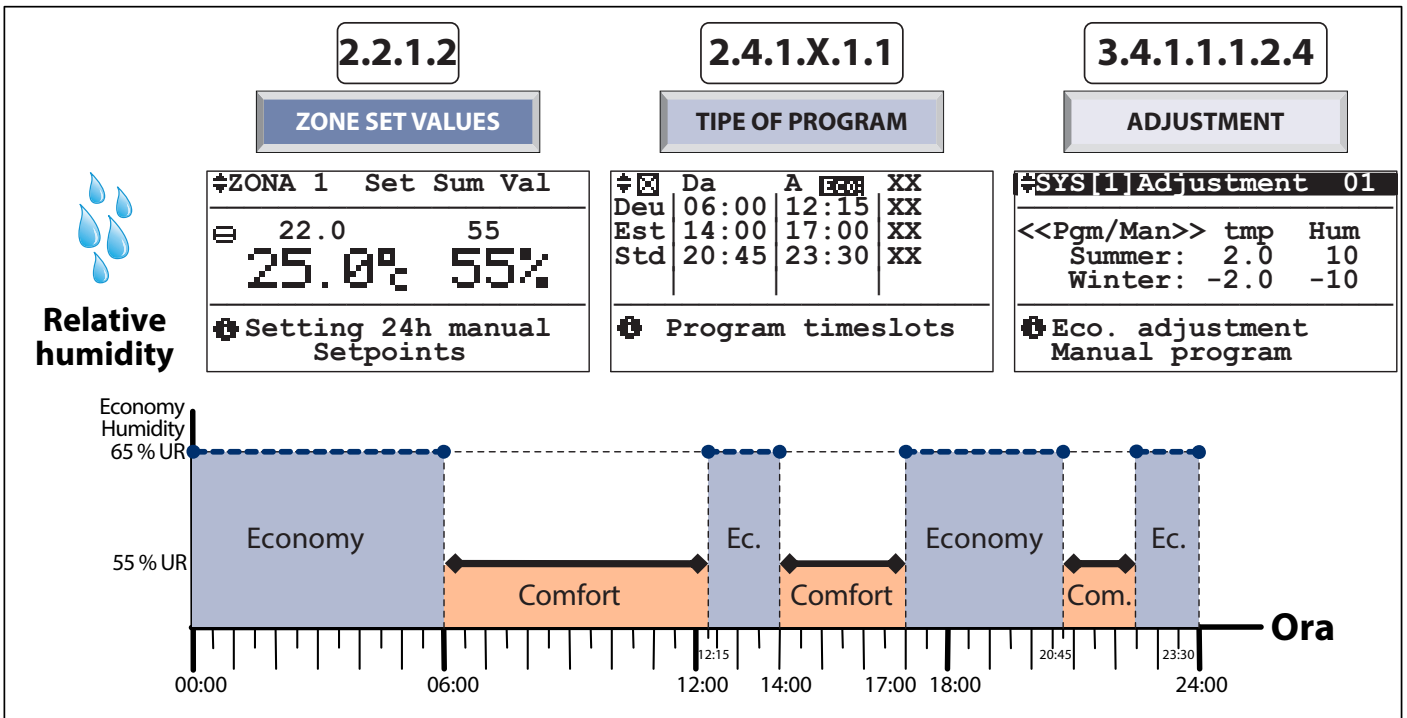 2.2.1.2
2.4.1.X.1.1
3.4.1.1.1.2.4
ZONE SET VALUES
TIPE OF PROGRAM
ADJUSTMENT
Relative
humidity
ZONA 1 Set Sum Val
22.0 55
25.0°c 55%
Setting 24h manual
Setpoints
Da A ECO: XX
Deu 06:00 12:15 XX
Est 14:00 17:00 XX
Std 20:45 23:30 XX
Program timeslots
SYS[1]Adjustment 01
<<Pgm/Man>> tmp Hum
Summer: 2.0 10
Winter: -2.0 -10
Eco. adjustment
Manual program
Economy
Humidity
65 % UR
55 % UR
Economy
Comfort
Ec.
Comfort
Economy
Com.
Ec.
Ora
12:15
20:45
23:30
00:00
06:00
12:00
14:00
17:00
18:00
24:00